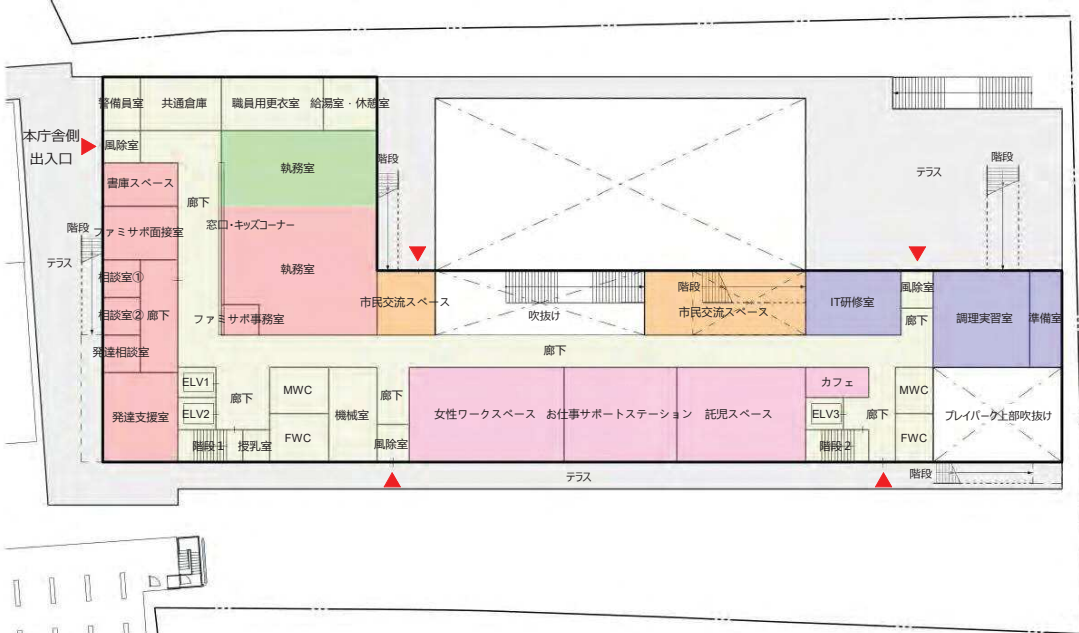 警備員室
共通倉庫
職員用更衣室
給湯室・休憩室
本庁舎側
出入口
風除室
執務室
階段
階段
テラス
書庫スペース
廊下
ファミサポ面接室
窓口・キッズコーナー
階段
テラス
執務室
相談室①
相談室②
廊下
市民交流スペース
階段
吹抜け
市民交流スペース
IT研修室
風除室
廊下
調理実習室
準備室
ファミサポ事務室
発達相談室
廊下
ELV1
ELV2
廊下
MWC
FWC
機械室
廊下
風除室
女性ワークスペース
お仕事サポートステーション
託児スペース
カフェ
ELV3
廊下
MWC
FWC
プレイパーク上部吹抜け
発達支援室
階段1
授乳室
階段2
テラス
階段